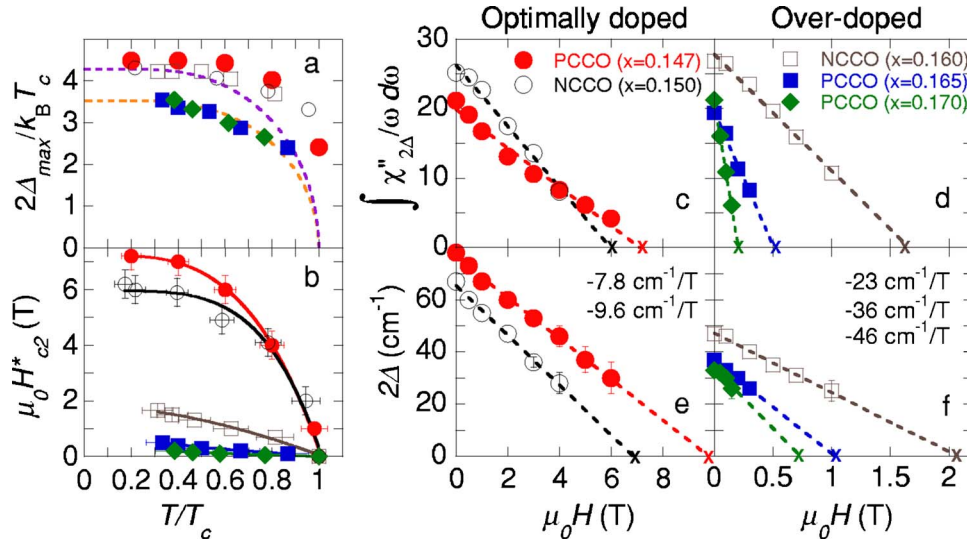 Optimally doped
Over-doped
a
4
3
2
1
0
2Δmax/kBTc
b
6
4
2
0
μ0H*c2 (T)
0 0.2 0.4 0.6 0.8 1
T/Tc
30
20
10
0
∫ χ''2Δ/ω dω
PCCO (x=0.147)
NCCO (x=0.150)
c
NCCO (x=0.160)
PCCO (x=0.165)
PCCO (x=0.170)
d
60
40
20
0
2Δ (cm-1)
-7.8 cm-1/T
-9.6 cm-1/T
e
-23 cm-1/T
-36 cm-1/T
-46 cm-1/T
f
0 2 4 6 8
μ0H (T)
0 0.5 1 1.5 2
μ0H (T)